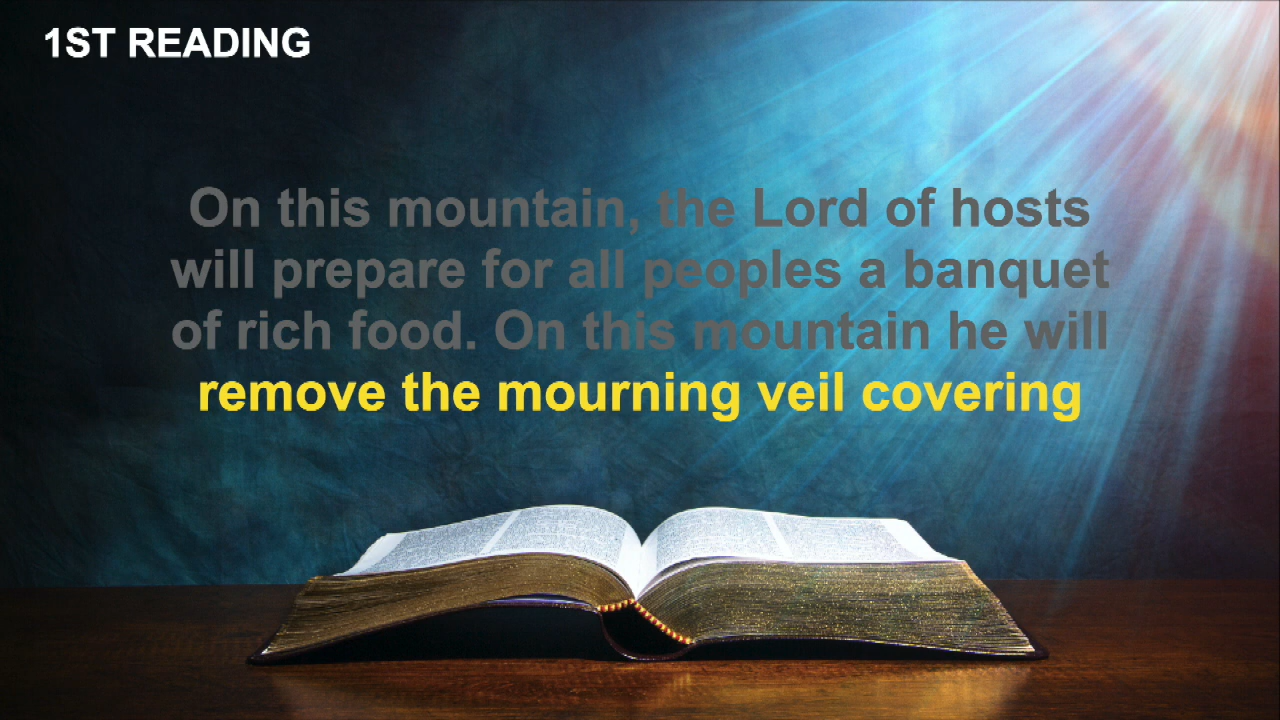 1ST READING
On this mountain, the Lord of hosts
will prepare for all peoples a banquet
of rich food. On this mountain he will
remove the mourning veil covering